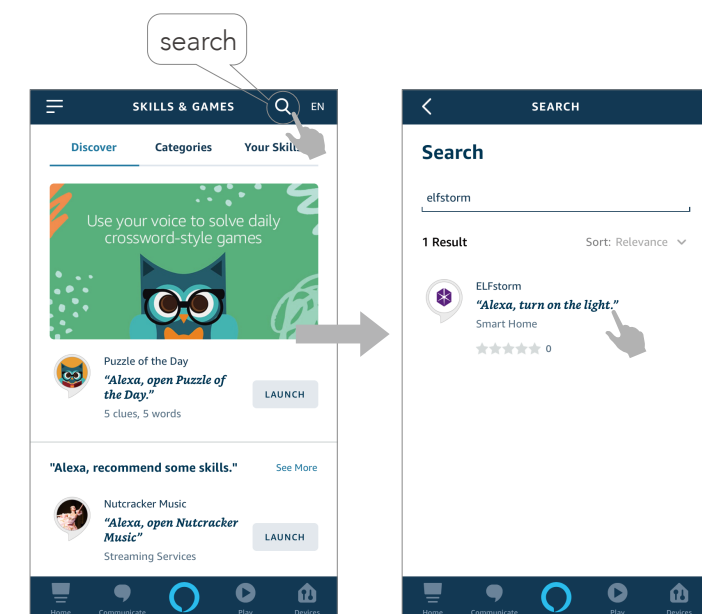 search
SKILLS & GAMES
EN
Discover Categories Your Skills
Use your voice to solve daily
crossword-style games
Puzzle of the Day
“Alexa, open Puzzle of
the Day.”
5 clues, 5 words
LAUNCH
"Alexa, recommend some skills." See More
Nutcracker Music
“Alexa, open Nutcracker
Music”
Streaming Services
LAUNCH
Home Communicate Play Devices
SEARCH
Search
elfstorm
1 Result Sort: Relevance
ELFstorm
“Alexa, turn on the light.”
Smart Home
0
Home Communicate Play Devices